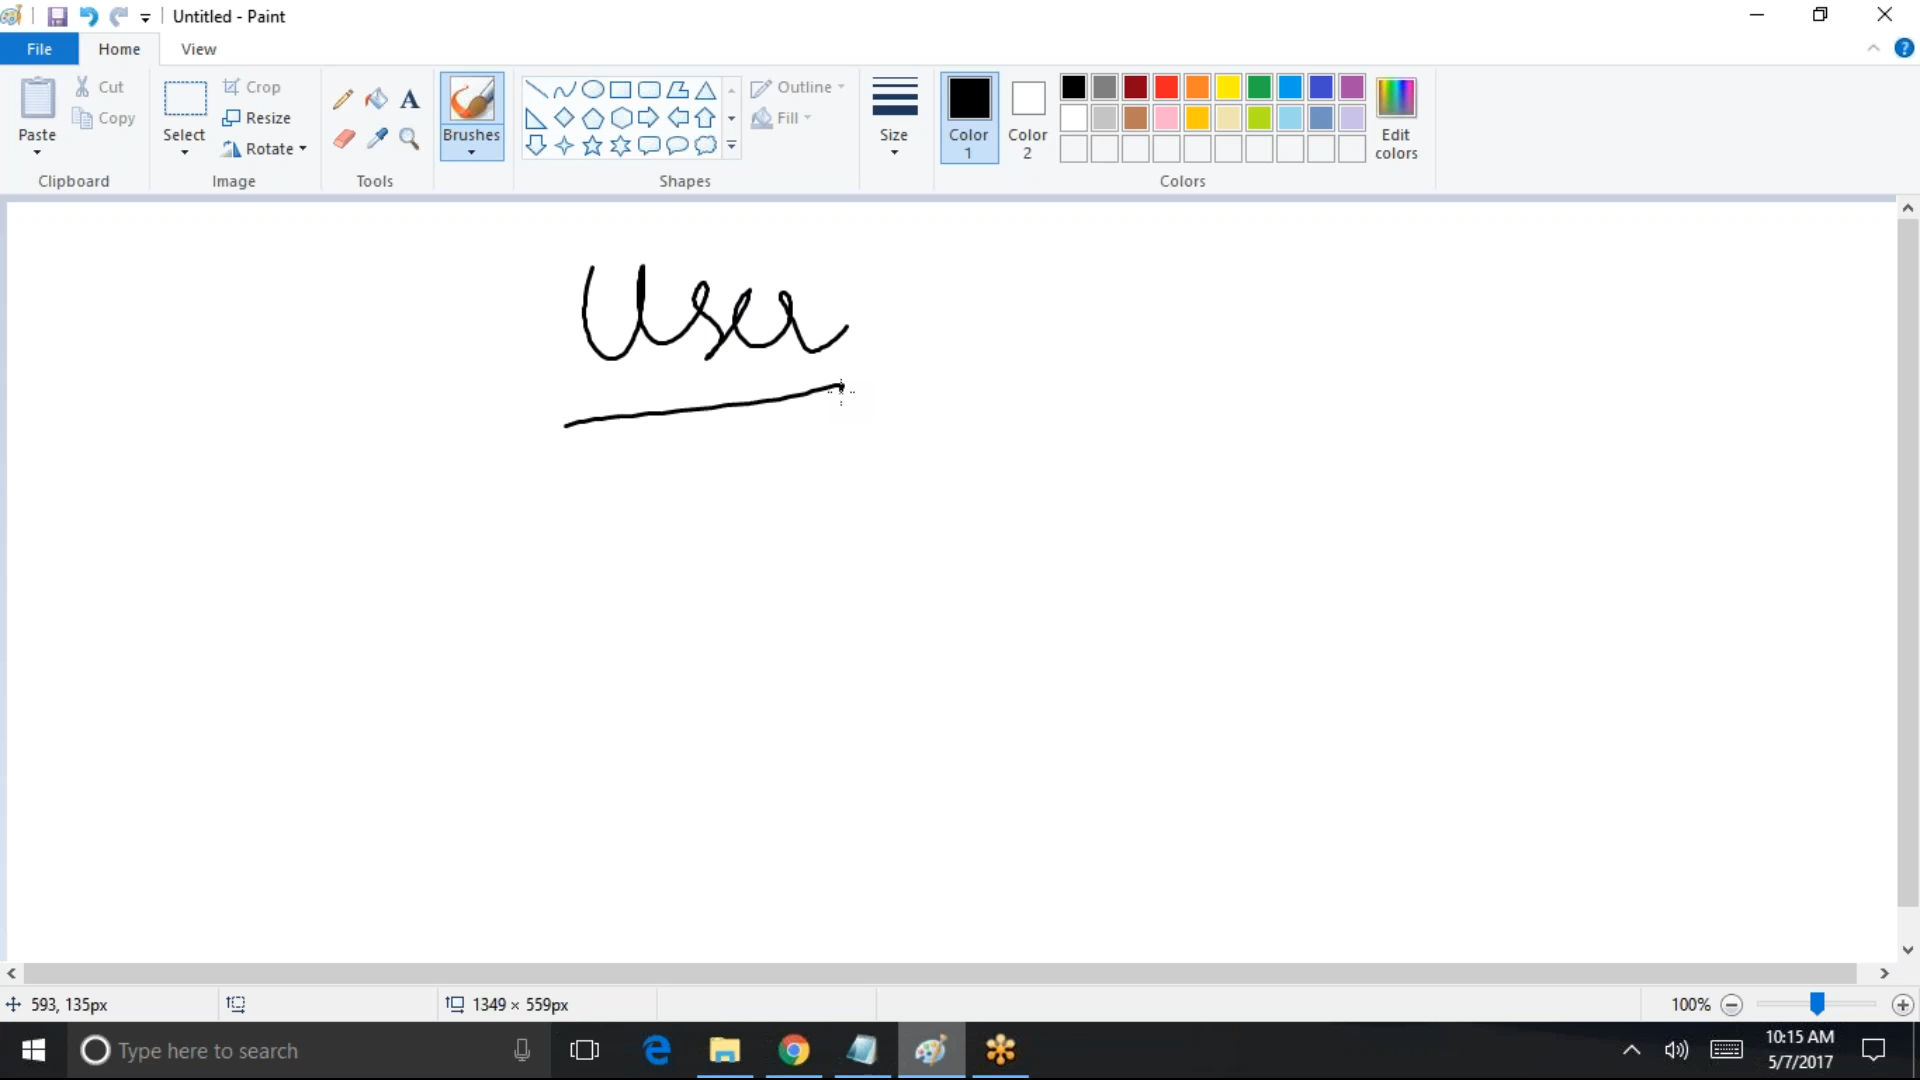 Untitled - Paint
File Home View
Paste
Cut
Copy
Clipboard
Select
Crop
Resize
Rotate
Image
Tools
Brushes
Shapes
Outline
Fill
Size
Color 1
Color 2
Edit colors
Colors
User
593, 135px
1349 × 559px
100%
Type here to search
10:15 AM
5/7/2017